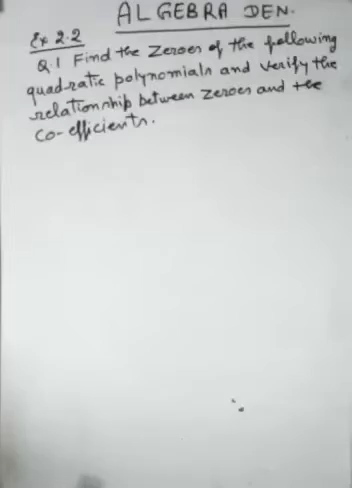 ALGEBRA DEN.
Ex 2.2
Q.1 Find the zeroes of the following
quadratic polynomials and verify the
relationship between zeroes and the
co-efficients.